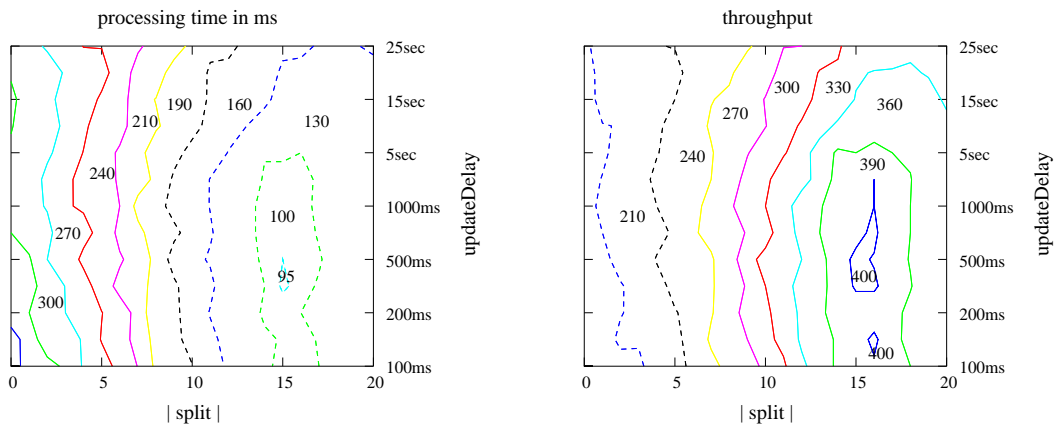 processing time in ms
25sec
15sec
5sec
1000ms
500ms
200ms
100ms
updateDelay
190
160
130
210
240
100
270
95
300
0
5
10
15
20
| split |
throughput
25sec
15sec
5sec
1000ms
500ms
200ms
100ms
updateDelay
300
330
360
270
240
390
210
400
400
0
5
10
15
20
| split |